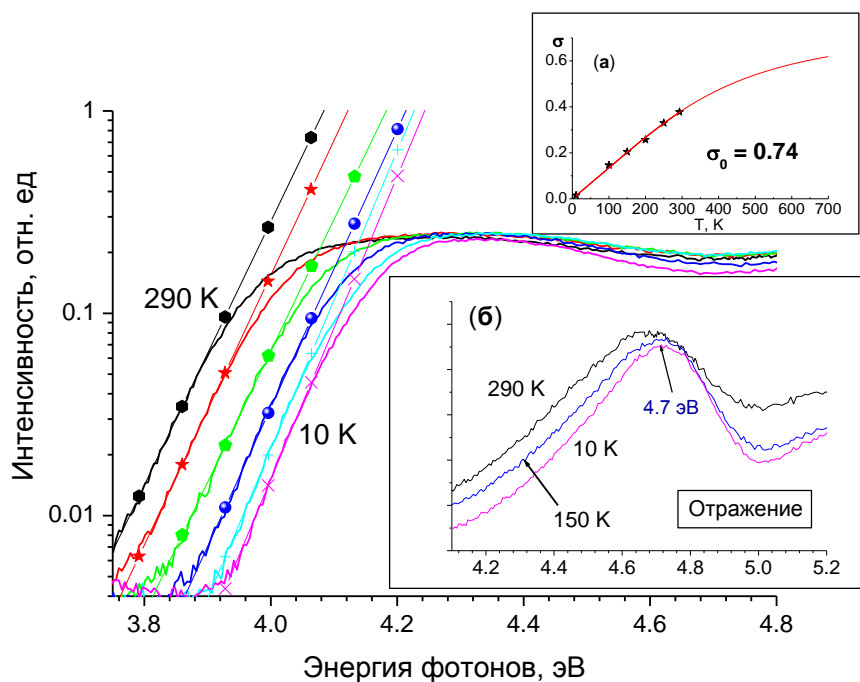 σ
(а)
0.6
0.4
0.2
0.0
σ₀ = 0.74
0 100 200 300 400 500 600 700
T, K
1
0.1
0.01
Интенсивность, отн. ед
290 K
10 K
(б)
290 K
4.7 эВ
10 K
150 K
Отражение
4.2 4.4 4.6 4.8 5.0 5.2
3.8 4.0 4.2 4.4 4.6 4.8
Энергия фотонов, эВ